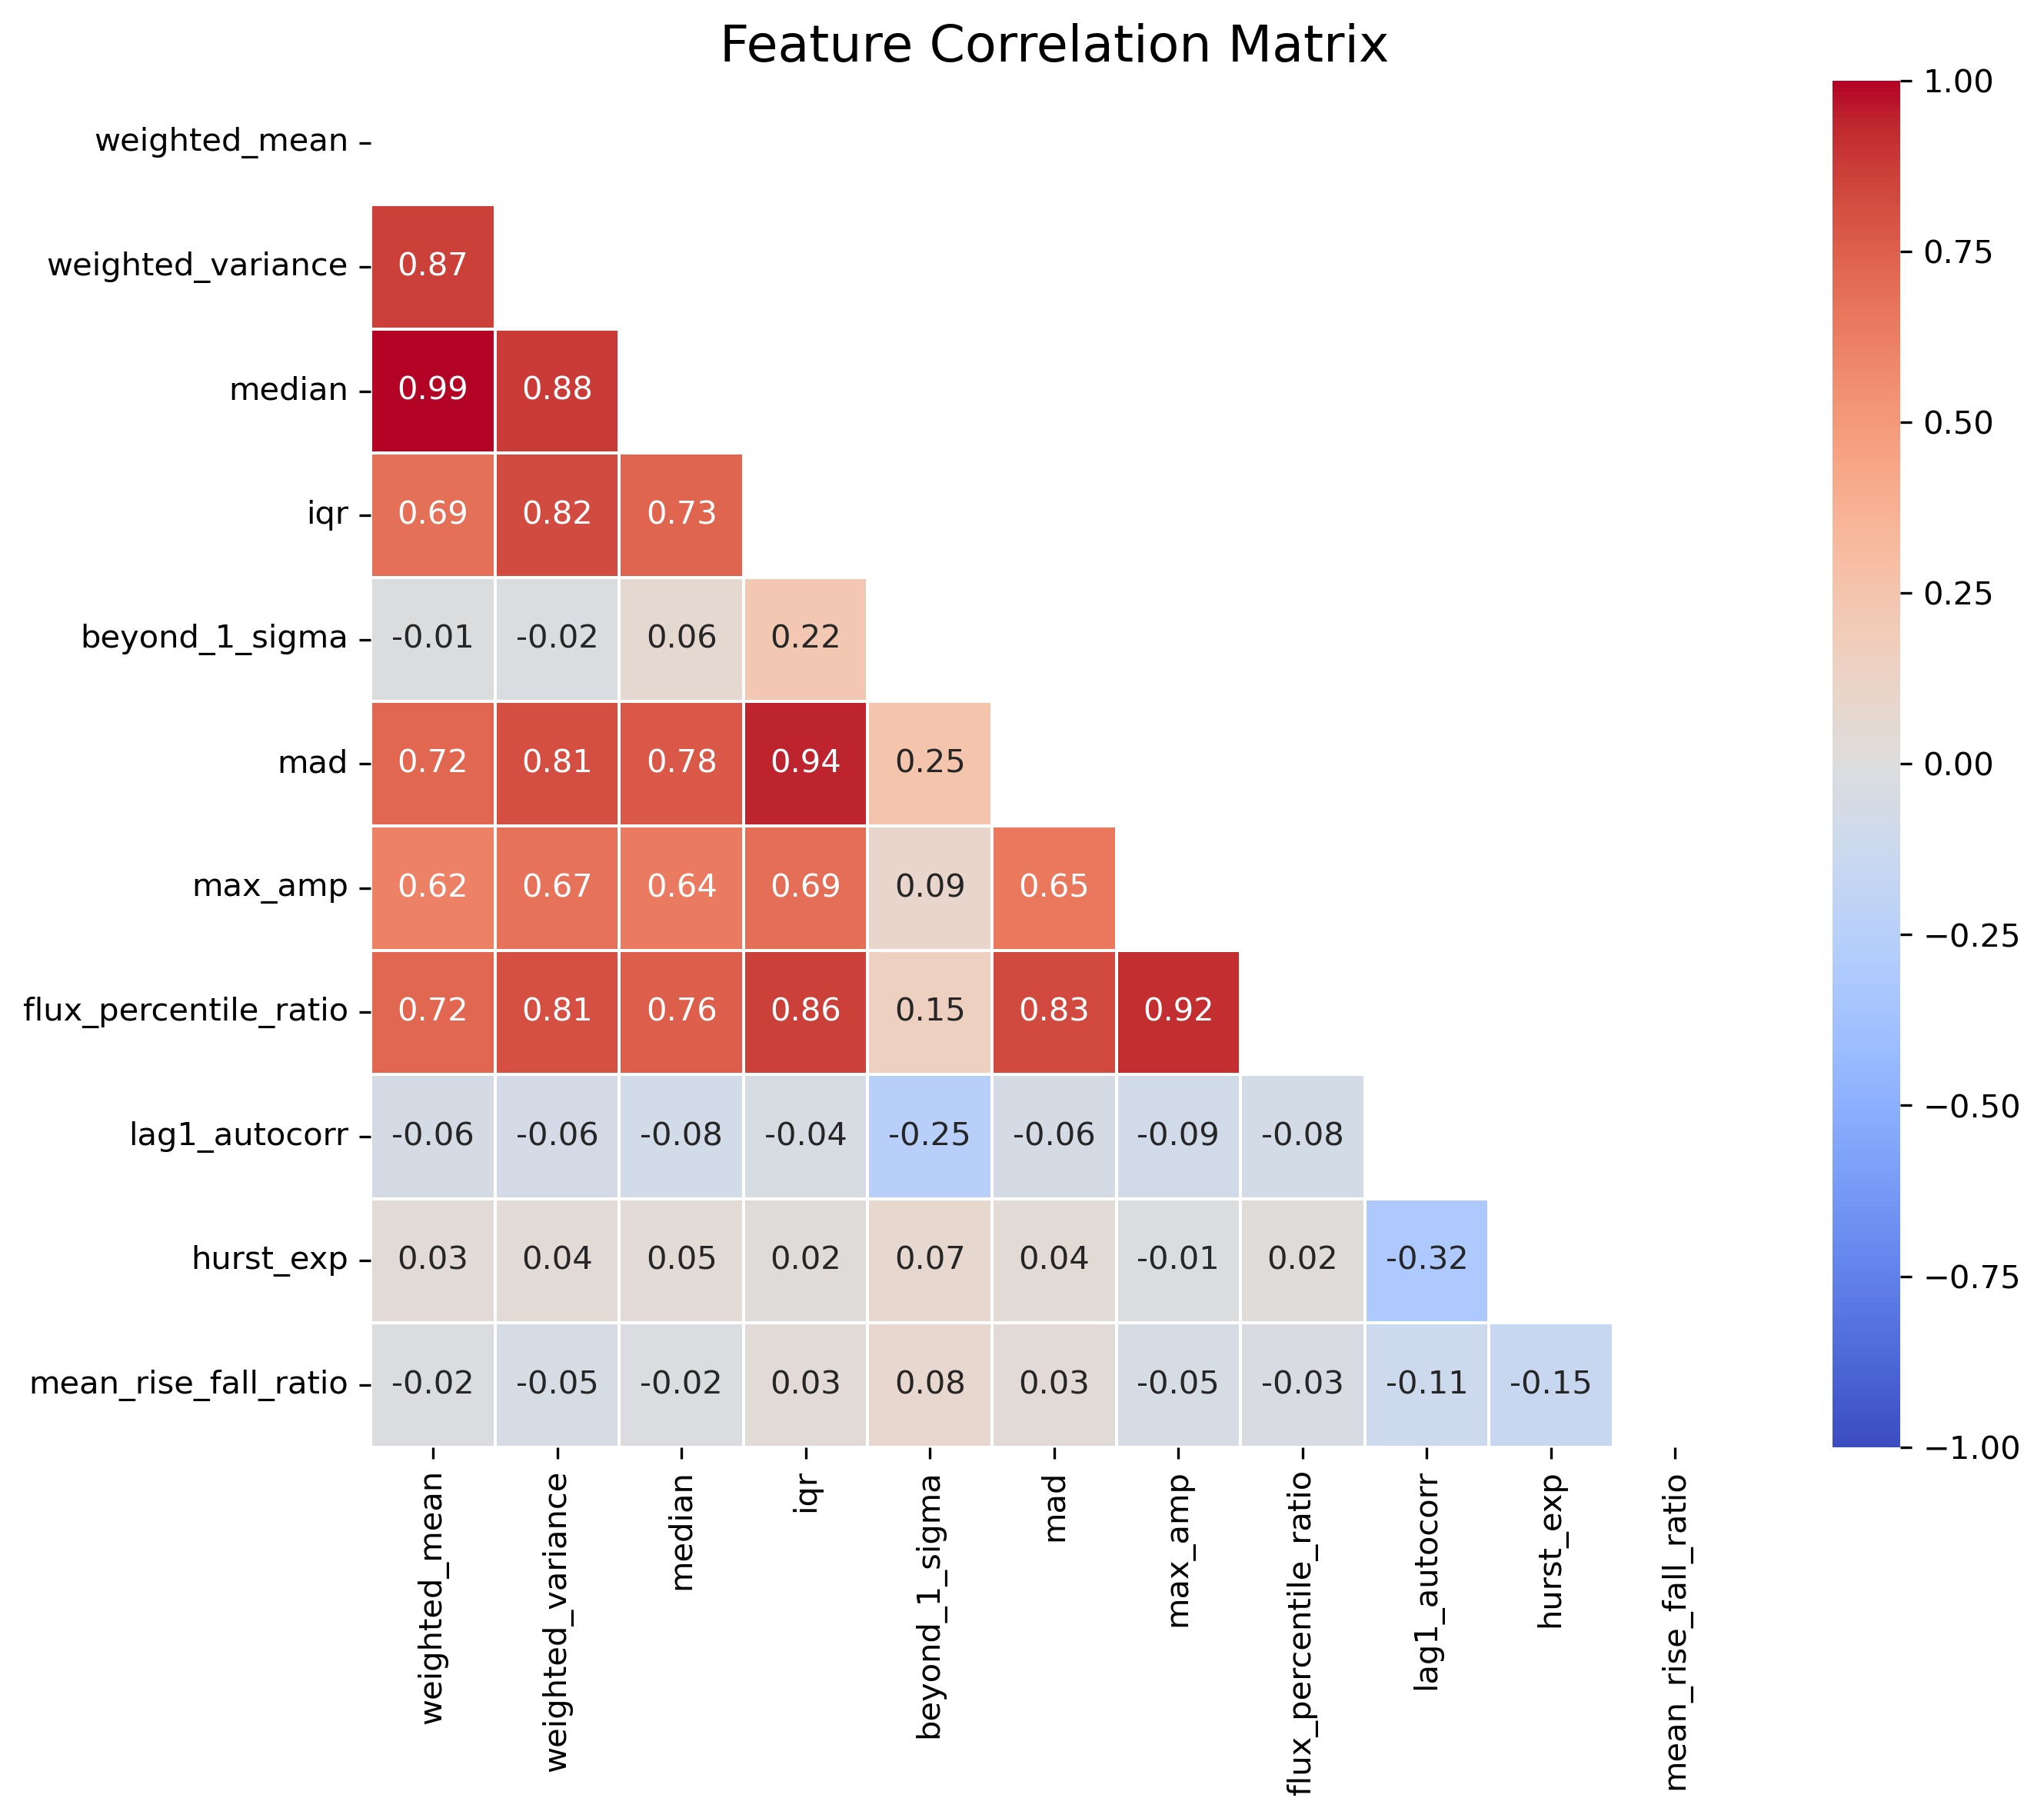 Feature Correlation Matrix
weighted_mean
weighted_variance 0.87
median 0.99 0.88
iqr 0.69 0.82 0.73
beyond_1_sigma -0.01 -0.02 0.06 0.22
mad 0.72 0.81 0.78 0.94 0.25
max_amp 0.62 0.67 0.64 0.69 0.09 0.65
flux_percentile_ratio 0.72 0.81 0.76 0.86 0.15 0.83 0.92
lag1_autocorr -0.06 -0.06 -0.08 -0.04 -0.25 -0.06 -0.09 -0.08
hurst_exp 0.03 0.04 0.05 0.02 0.07 0.04 -0.01 0.02 -0.32
mean_rise_fall_ratio -0.02 -0.05 -0.02 0.03 0.08 0.03 -0.05 -0.03 -0.11 -0.15
weighted_mean
weighted_variance
median
iqr
beyond_1_sigma
mad
max_amp
flux_percentile_ratio
lag1_autocorr
hurst_exp
mean_rise_fall_ratio
1.00
0.75
0.50
0.25
0.00
−0.25
−0.50
−0.75
−1.00